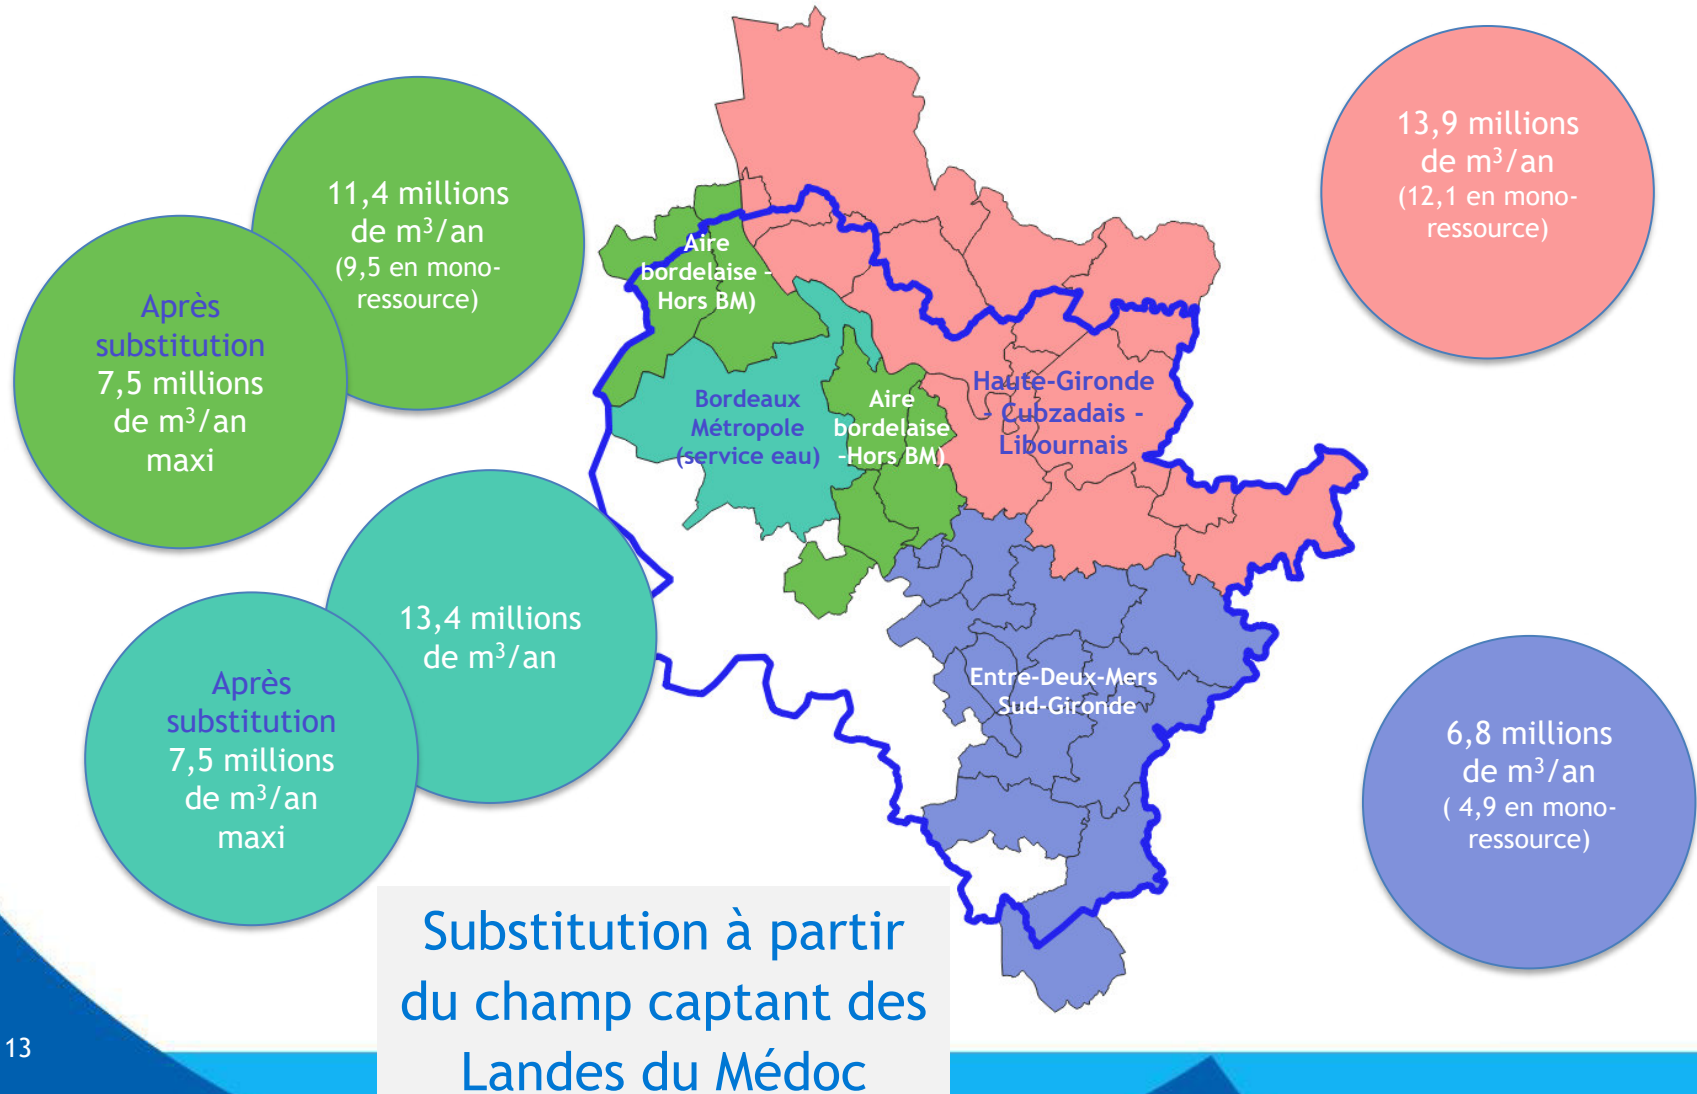 11,4 millions
de m³/an
(9,5 en mono-
ressource)
Après
substitution
7,5 millions
de m³/an
maxi
13,4 millions
de m³/an
Après
substitution
7,5 millions
de m³/an
maxi
Aire
bordelaise -
Hors BM)
Bordeaux
Métropole
(service eau)
Aire
bordelaise
-Hors BM)
Haute-Gironde
- Cubzadais -
Libournais
Entre-Deux-Mers
Sud-Gironde
13,9 millions
de m³/an
(12,1 en mono-
ressource)
6,8 millions
de m³/an
( 4,9 en mono-
ressource)
Substitution à partir
du champ captant des
Landes du Médoc
13